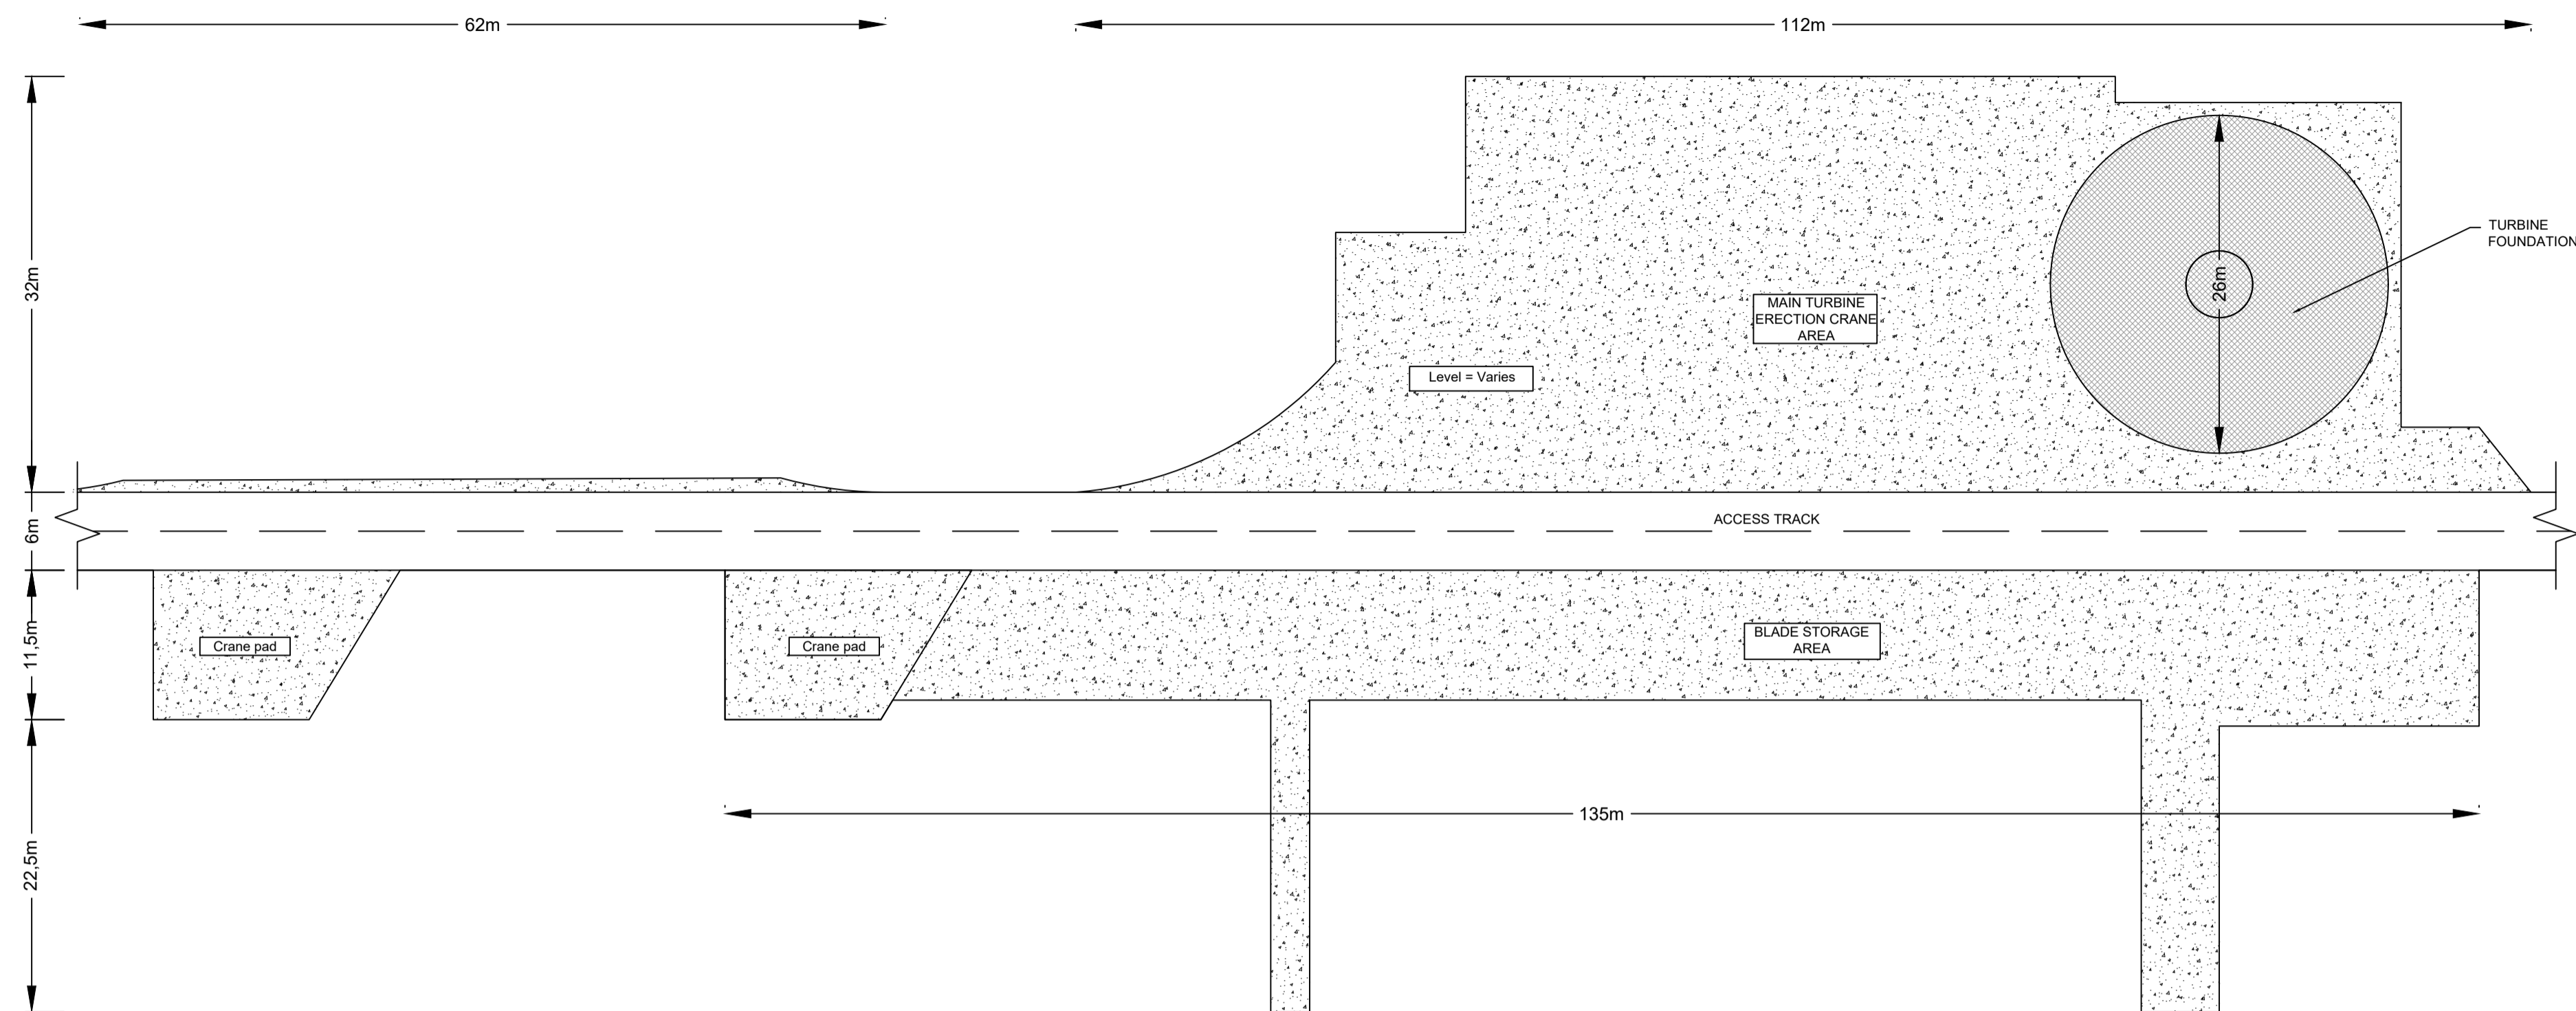 62m
112m
32m
TURBINE
FOUNDATION
26m
MAIN TURBINE
ERECTION CRANE
AREA
Level = Varies
6m
ACCESS TRACK
11,5m
Crane pad
Crane pad
BLADE STORAGE
AREA
135m
22,5m